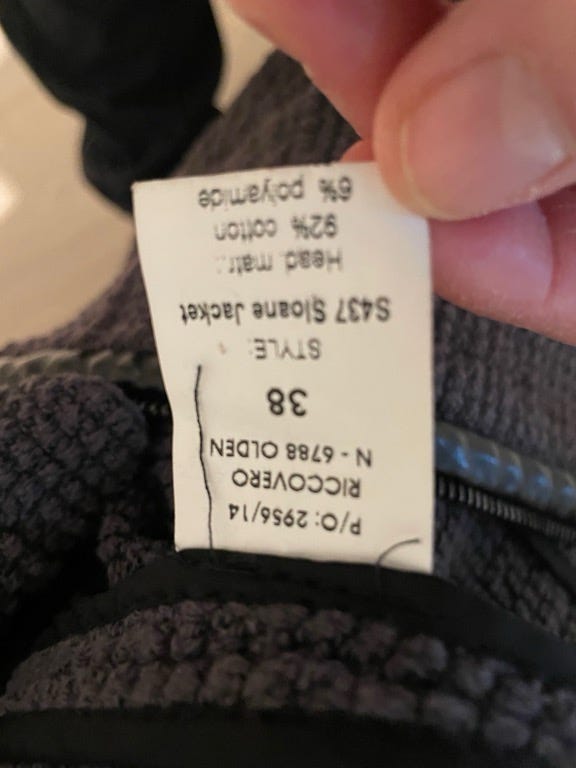 P/O: 2956/14
RICCOVERO
N - 6788 OLDEN
38
STYLE:
S437 Sloane Jacket
Head. matr.:
92% cotton
6% polyamide